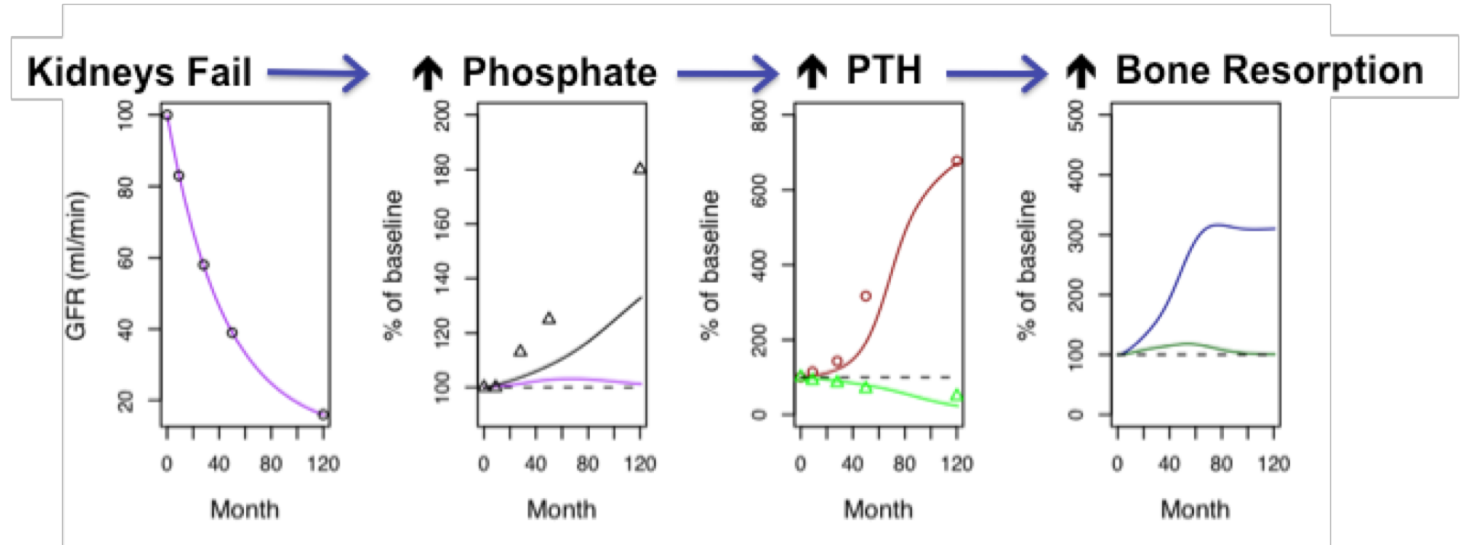 Kidneys Fail → ↑ Phosphate → ↑ PTH → ↑ Bone Resorption
GFR (ml/min)
100
80
60
40
20
0 40 80 120
Month
% of baseline
200
180
160
140
120
100
0 40 80 120
Month
% of baseline
800
600
400
200
0
0 40 80 120
Month
% of baseline
500
400
300
200
100
0
0 40 80 120
Month